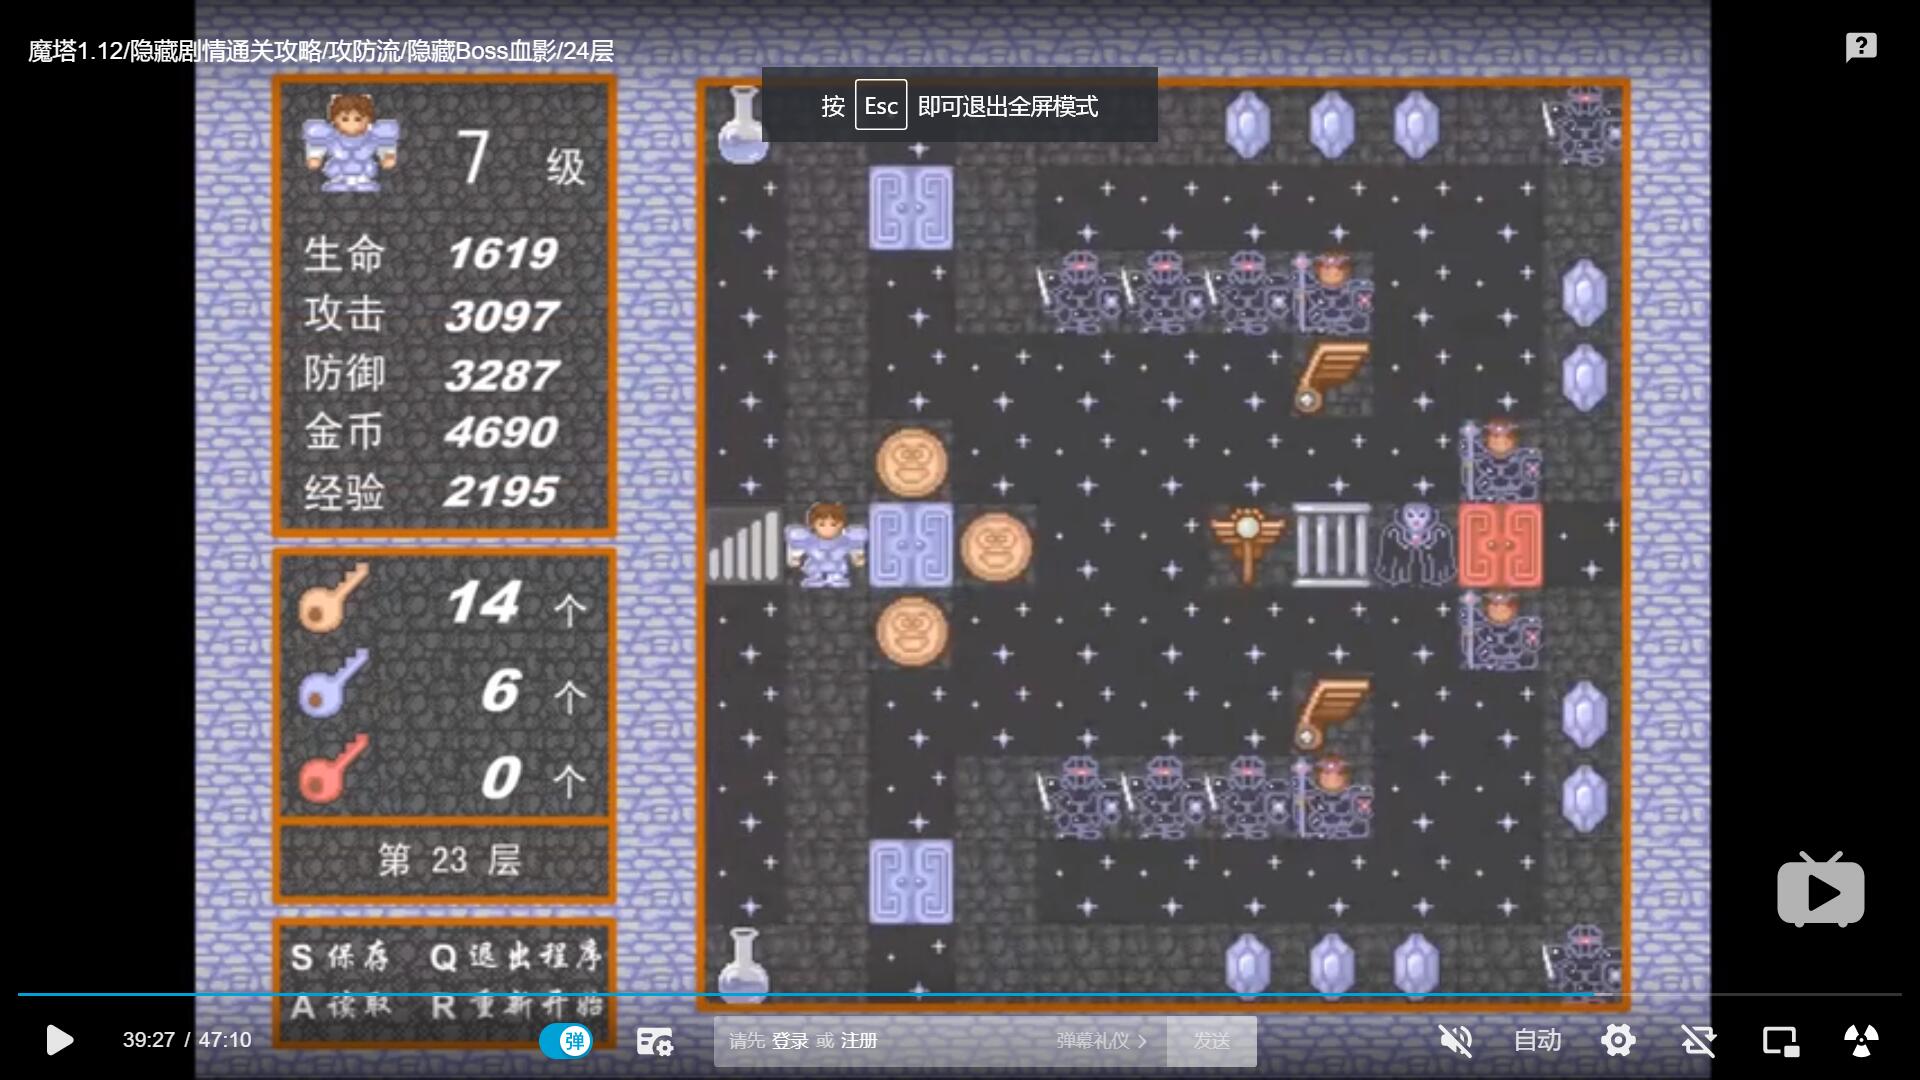 魔塔1.12/隐藏剧情通关攻略/攻防流/隐藏Boss血影/24层
按 Esc 即可退出全屏模式
7 级
生命 1619
攻击 3097
防御 3287
金币 4690
经验 2195
14 个
6 个
0 个
第 23 层
S 保存 Q 退出程序
A 读取 R 重新开始
39:27 / 47:10
弹
请先 登录 或 注册
弹幕礼仪 >
发送
自动